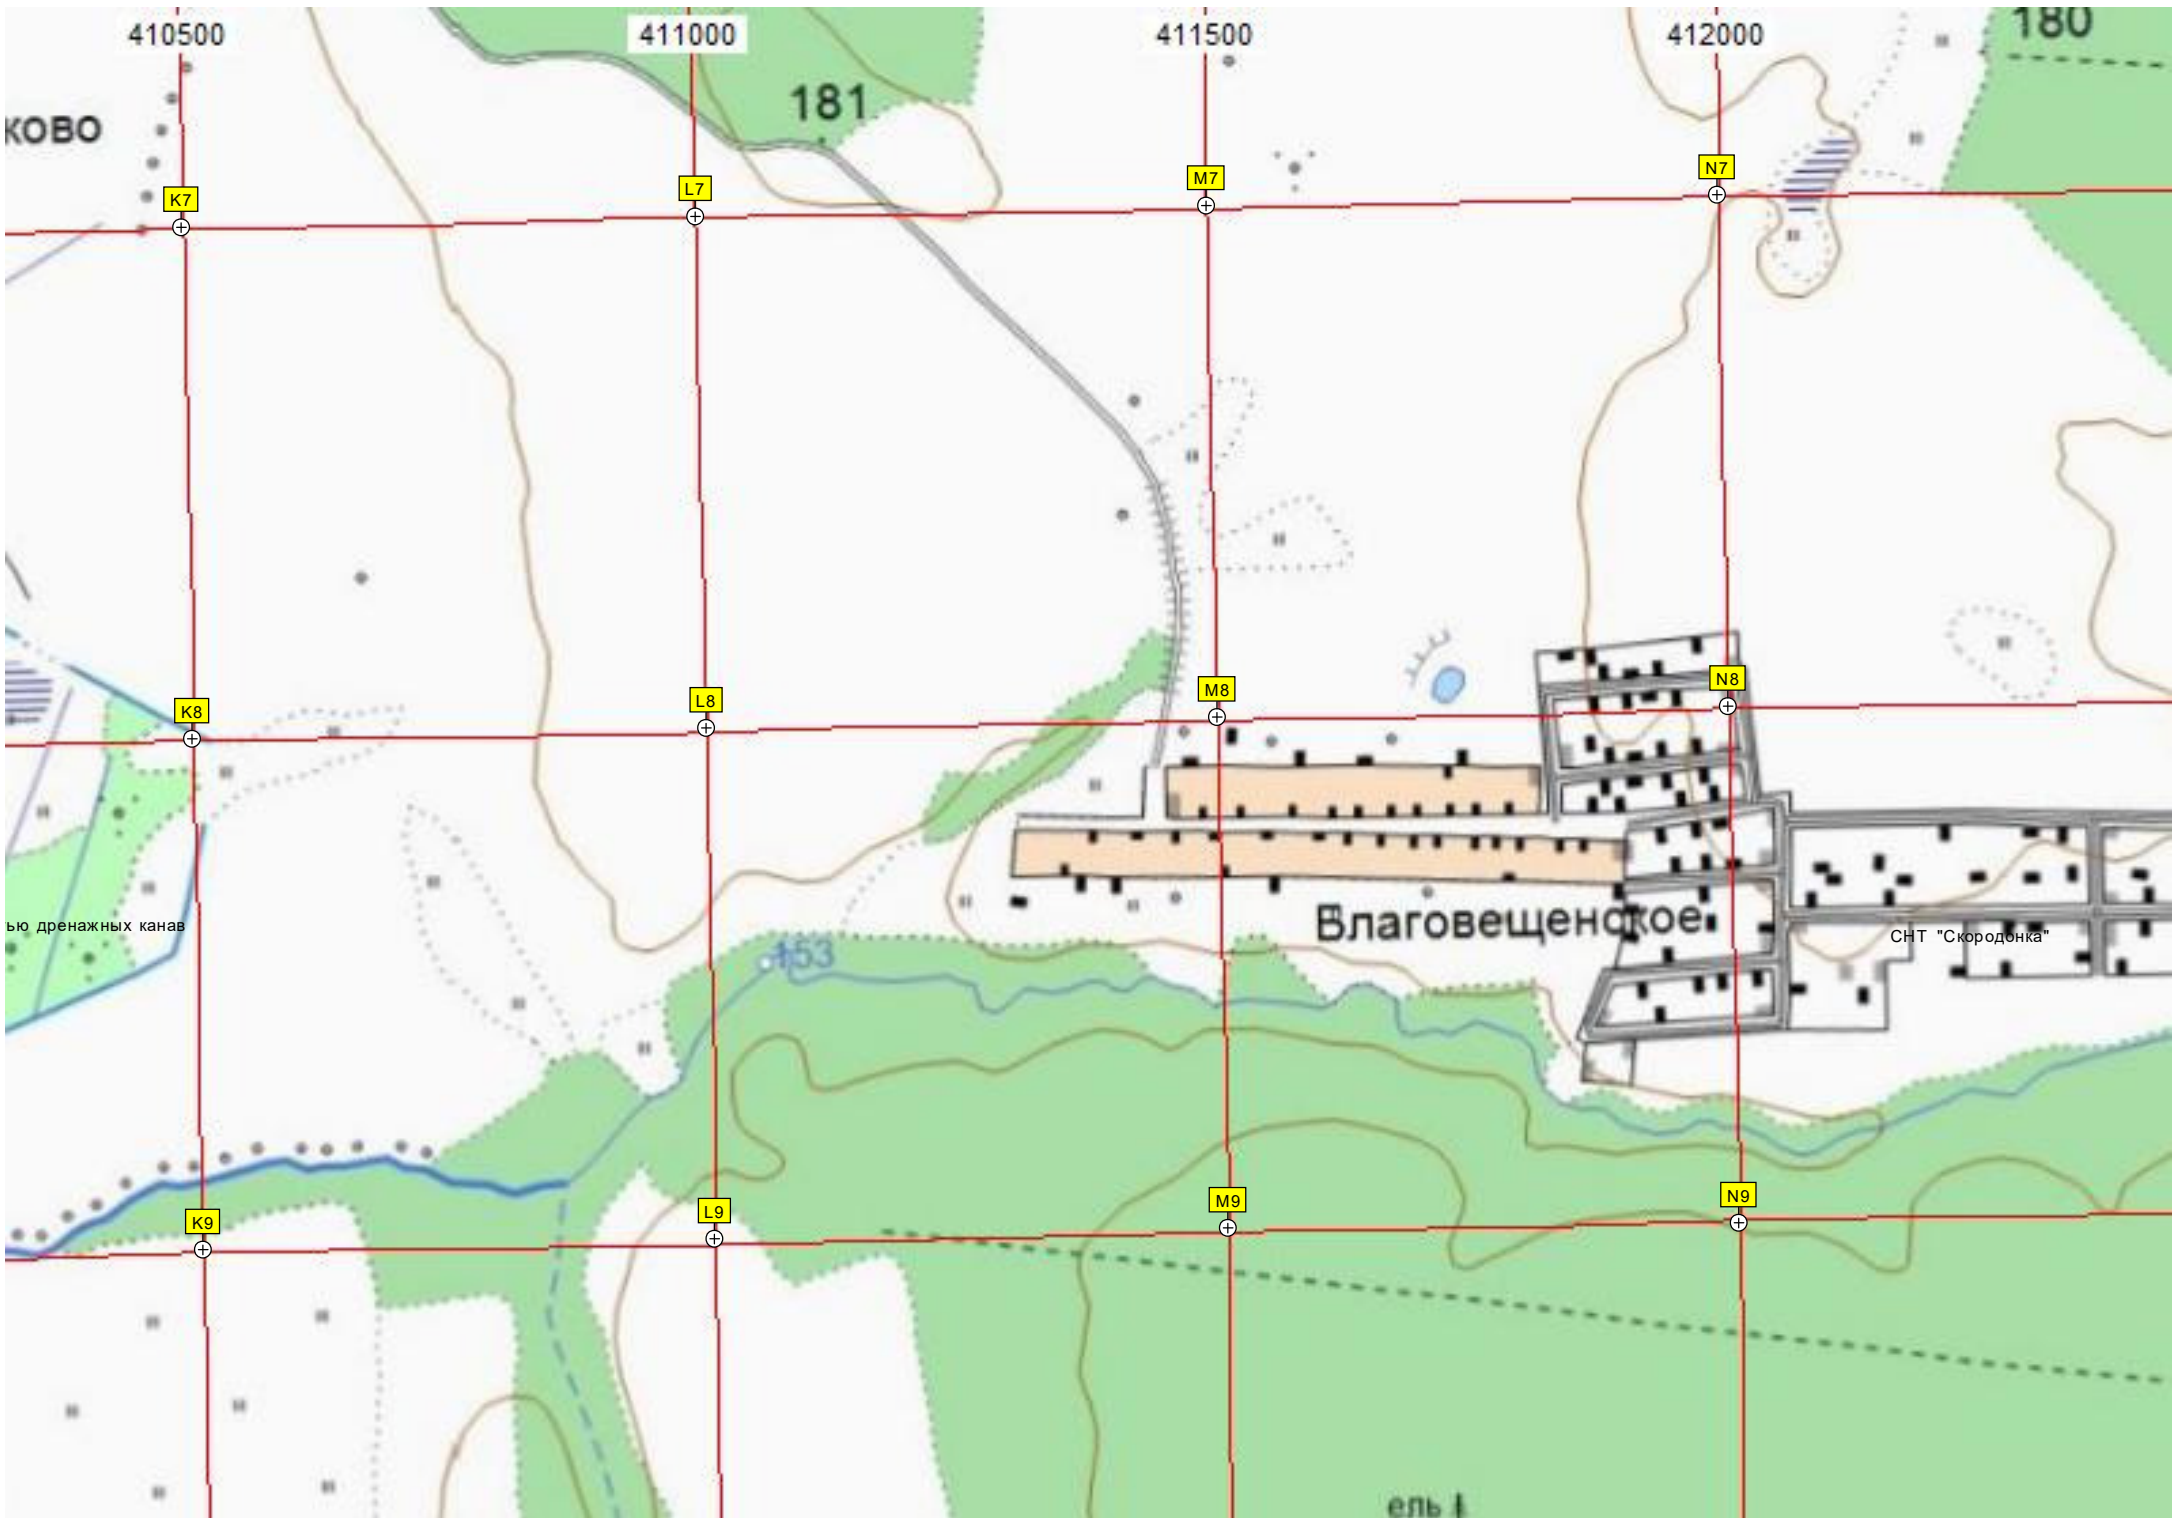 410500
411000
411500
412000
180
181
ково
K7
L7
M7
N7
K8
L8
M8
N8
ью дренажных канав
Благовещенское
СНТ "Скородонка"
153
K9
L9
M9
N9
ель